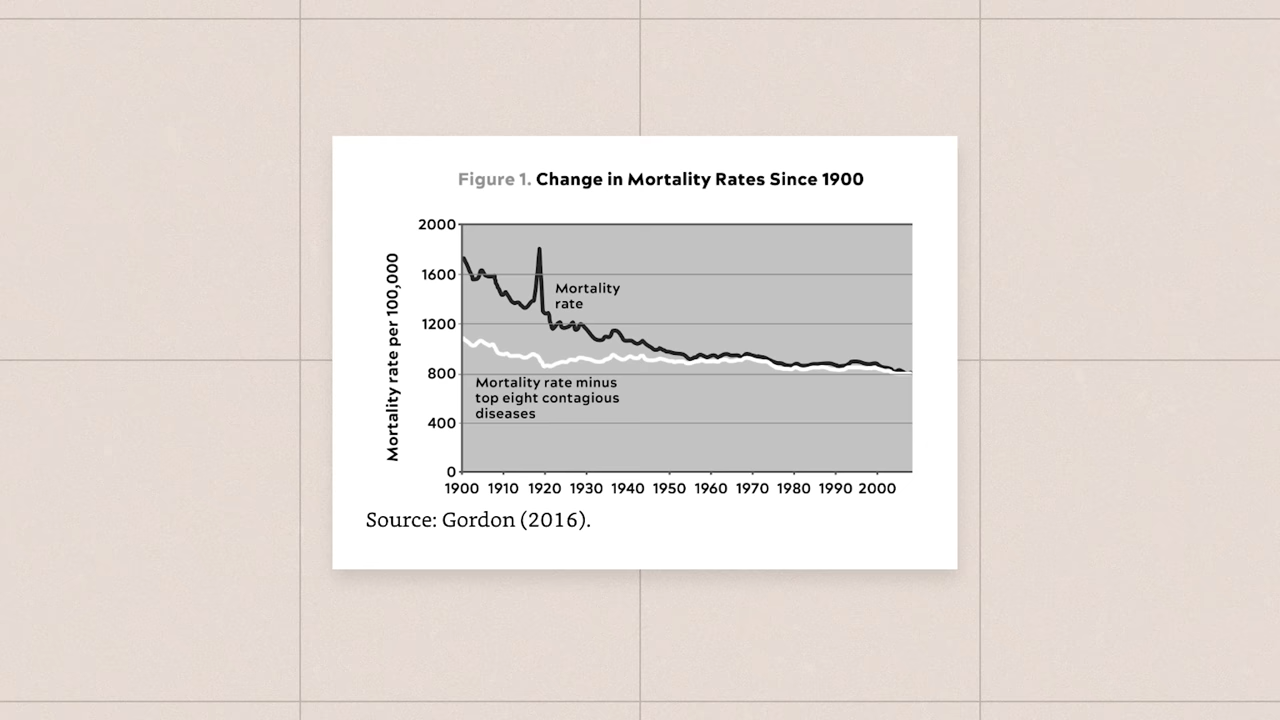 Figure 1. Change in Mortality Rates Since 1900
Mortality rate per 100,000
2000
1600
1200
800
400
0
Mortality
rate
Mortality rate minus
top eight contagious
diseases
1900 1910 1920 1930 1940 1950 1960 1970 1980 1990 2000
Source: Gordon (2016).